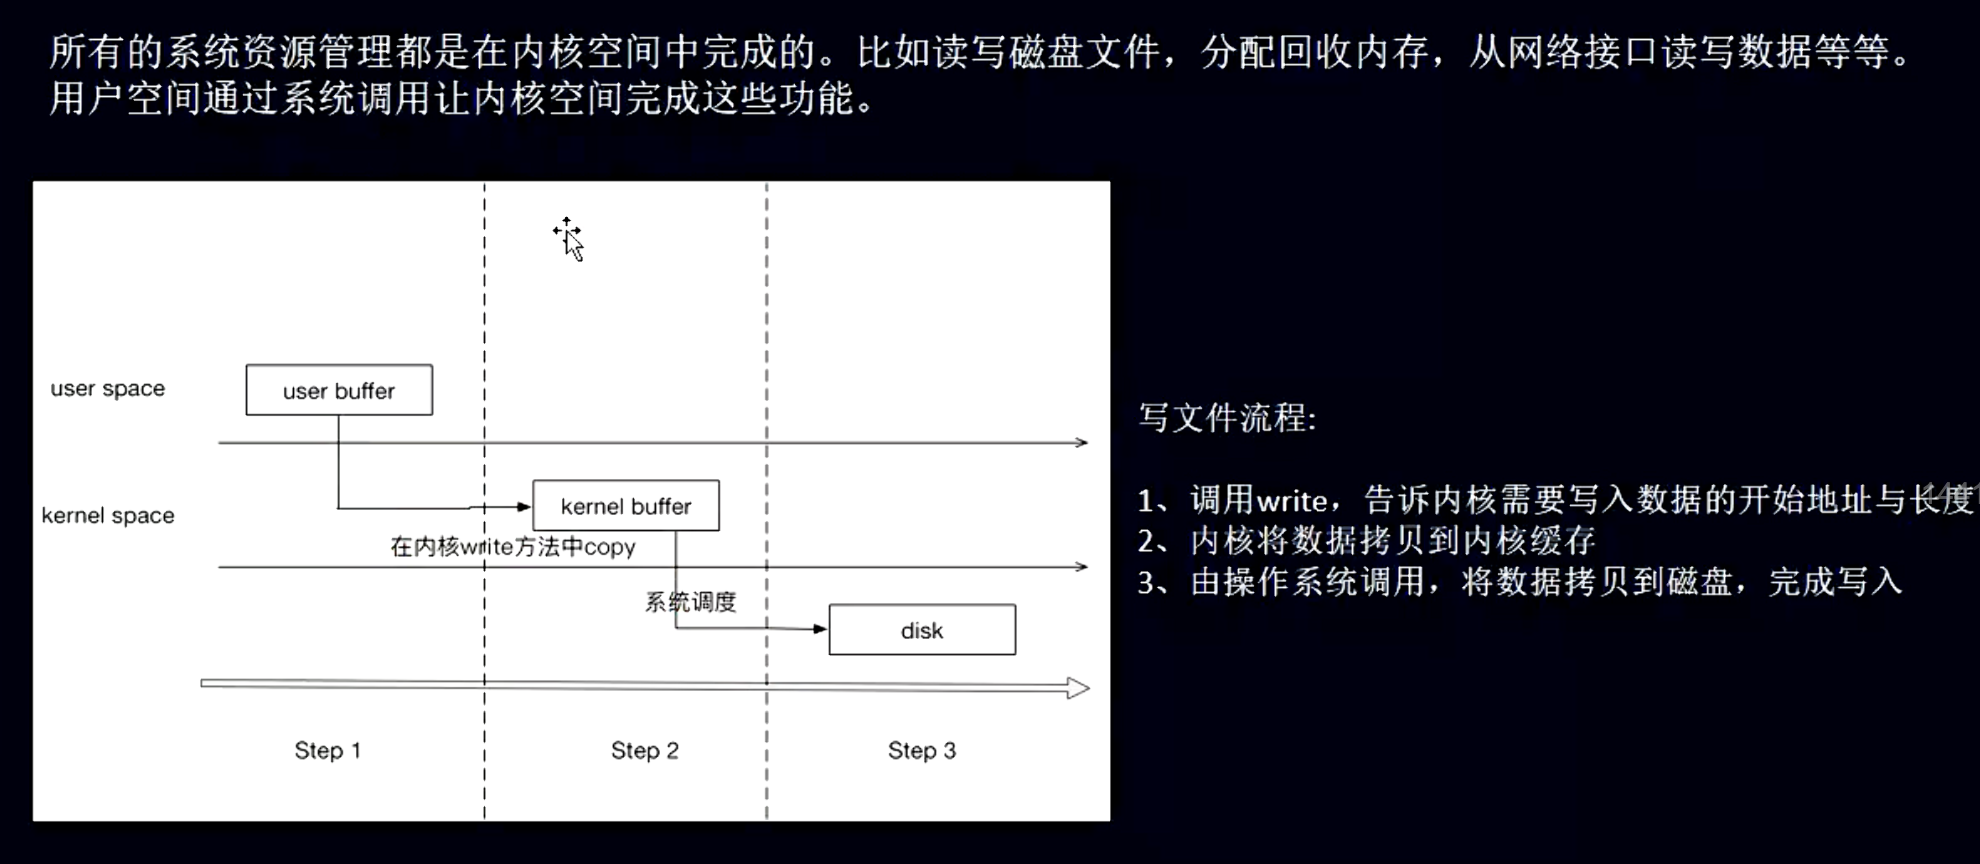 所有的系统资源管理都是在内核空间中完成的。比如读写磁盘文件，分配回收内存，从网络接口读写数据等等。
用户空间通过系统调用让内核空间完成这些功能。
user space
user buffer
kernel space
kernel buffer
在内核write方法中copy
系统调度
disk
Step 1
Step 2
Step 3
写文件流程:
1、调用write，告诉内核需要写入数据的开始地址与长度
2、内核将数据拷贝到内核缓存
3、由操作系统调用，将数据拷贝到磁盘，完成写入